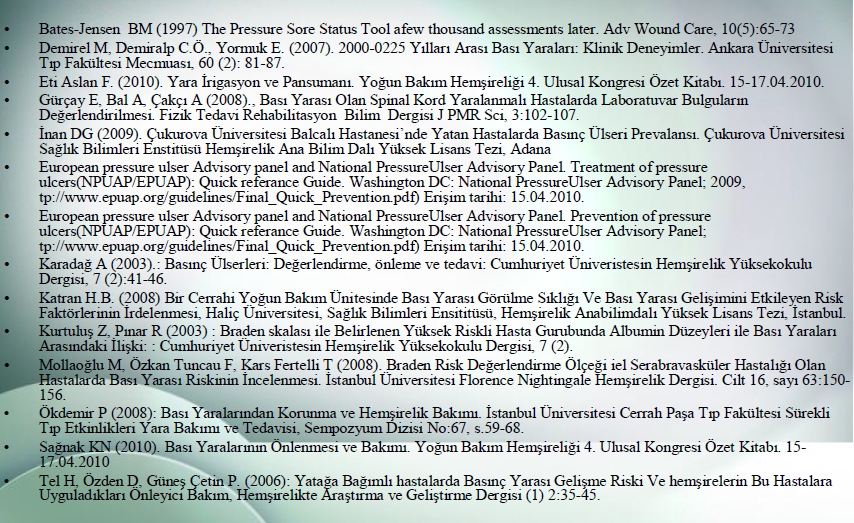 • Bates-Jensen BM (1997) The Pressure Sore Status Tool afew thousand assessments later. Adv Wound Care, 10(5):65-73
• Demirel M, Demiralp C.Ö., Yormuk E. (2007). 2000-0225 Yılları Arası Bası Yaraları: Klinik Deneyimler. Ankara Üniversitesi
Tıp Fakültesi Mecmuası, 60 (2): 81-87.
• Eti Aslan F. (2010). Yara İrigasyon ve Pansumanı. Yoğun Bakım Hemşireliği 4. Ulusal Kongresi Özet Kitabı. 15-17.04.2010.
• Gürçay E, Bal A, Çakçı A (2008)., Bası Yarası Olan Spinal Kord Yaralanmalı Hastalarda Laboratuvar Bulguların
Değerlendirilmesi. Fizik Tedavi Rehabilitasyon Bilim Dergisi J PMR Sci, 3:102-107.
• İnan DG (2009). Çukurova Üniversitesi Balcalı Hastanesi`nde Yatan Hastalarda Basınç Ülseri Prevalansı. Çukurova Üniversitesi
Sağlık Bilimleri Enstitüsü Hemşirelik Ana Bilim Dalı Yüksek Lisans Tezi, Adana
• European pressure ulser Advisory panel and National PressureUlser Advisory Panel. Treatment of pressure
ulcers(NPUAP/EPUAP): Quick referance Guide. Washington DC: National PressureUlser Advisory Panel; 2009,
tp://www.epuap.org/guidelines/Final_Quick_Prevention.pdf) Erişim tarihi: 15.04.2010.
• European pressure ulser Advisory panel and National PressureUlser Advisory Panel. Prevention of pressure
ulcers(NPUAP/EPUAP): Quick referance Guide. Washington DC: National PressureUlser Advisory Panel;
tp://www.epuap.org/guidelines/Final_Quick_Prevention.pdf) Erişim tarihi: 15.04.2010.
• Karadağ A (2003).: Basınç Ülserleri: Değerlendirme, önleme ve tedavi: Cumhuriyet Üniveristesin Hemşirelik Yüksekokulu
Dergisi, 7 (2):41-46.
• Katran H.B. (2008) Bir Cerrahi Yoğun Bakım Ünitesinde Bası Yarası Görülme Sıklığı Ve Bası Yarası Gelişimini Etkileyen Risk
Faktörlerinin İrdelenmesi, Haliç Üniversitesi, Sağlık Bilimleri Ensititüsü, Hemşirelik Anabilimdalı Yüksek Lisans Tezi, İstanbul.
• Kurtuluş Z, Pınar R (2003) : Braden skalası ile Belirlenen Yüksek Riskli Hasta Gurubunda Albumin Düzeyleri ile Bası Yaraları
Arasındaki İlişki: : Cumhuriyet Üniveristesin Hemşirelik Yüksekokulu Dergisi, 7 (2).
• Mollaoğlu M, Özkan Tuncau F, Kars Fertelli T (2008). Braden Risk Değerlendirme Ölçeği iel Serabravasküler Hastalığı Olan
Hastalarda Bası Yarası Riskinin İncelenmesi. İstanbul Üniversitesi Florence Nightingale Hemşirelik Dergisi. Cilt 16, sayı 63:150-
156.
• Ökdemir P (2008): Bası Yaralarından Korunma ve Hemşirelik Bakımı. İstanbul Üniversitesi Cerrah Paşa Tıp Fakültesi Sürekli
Tıp Etkinlikleri Yara Bakımı ve Tedavisi, Sempozyum Dizisi No:67, s.59-68.
• Sağnak KN (2010). Bası Yaralarının Önlenmesi ve Bakımı. Yoğun Bakım Hemşireliği 4. Ulusal Kongresi Özet Kitabı. 15-
17.04.2010
• Tel H, Özden D, Güneş Çetin P. (2006): Yatağa Bağımlı hastalarda Basınç Yarası Gelişme Riski Ve hemşirelerin Bu Hastalara
Uyguladıkları Önleyici Bakım, Hemşirelikte Araştırma ve Geliştirme Dergisi (1) 2:35-45.